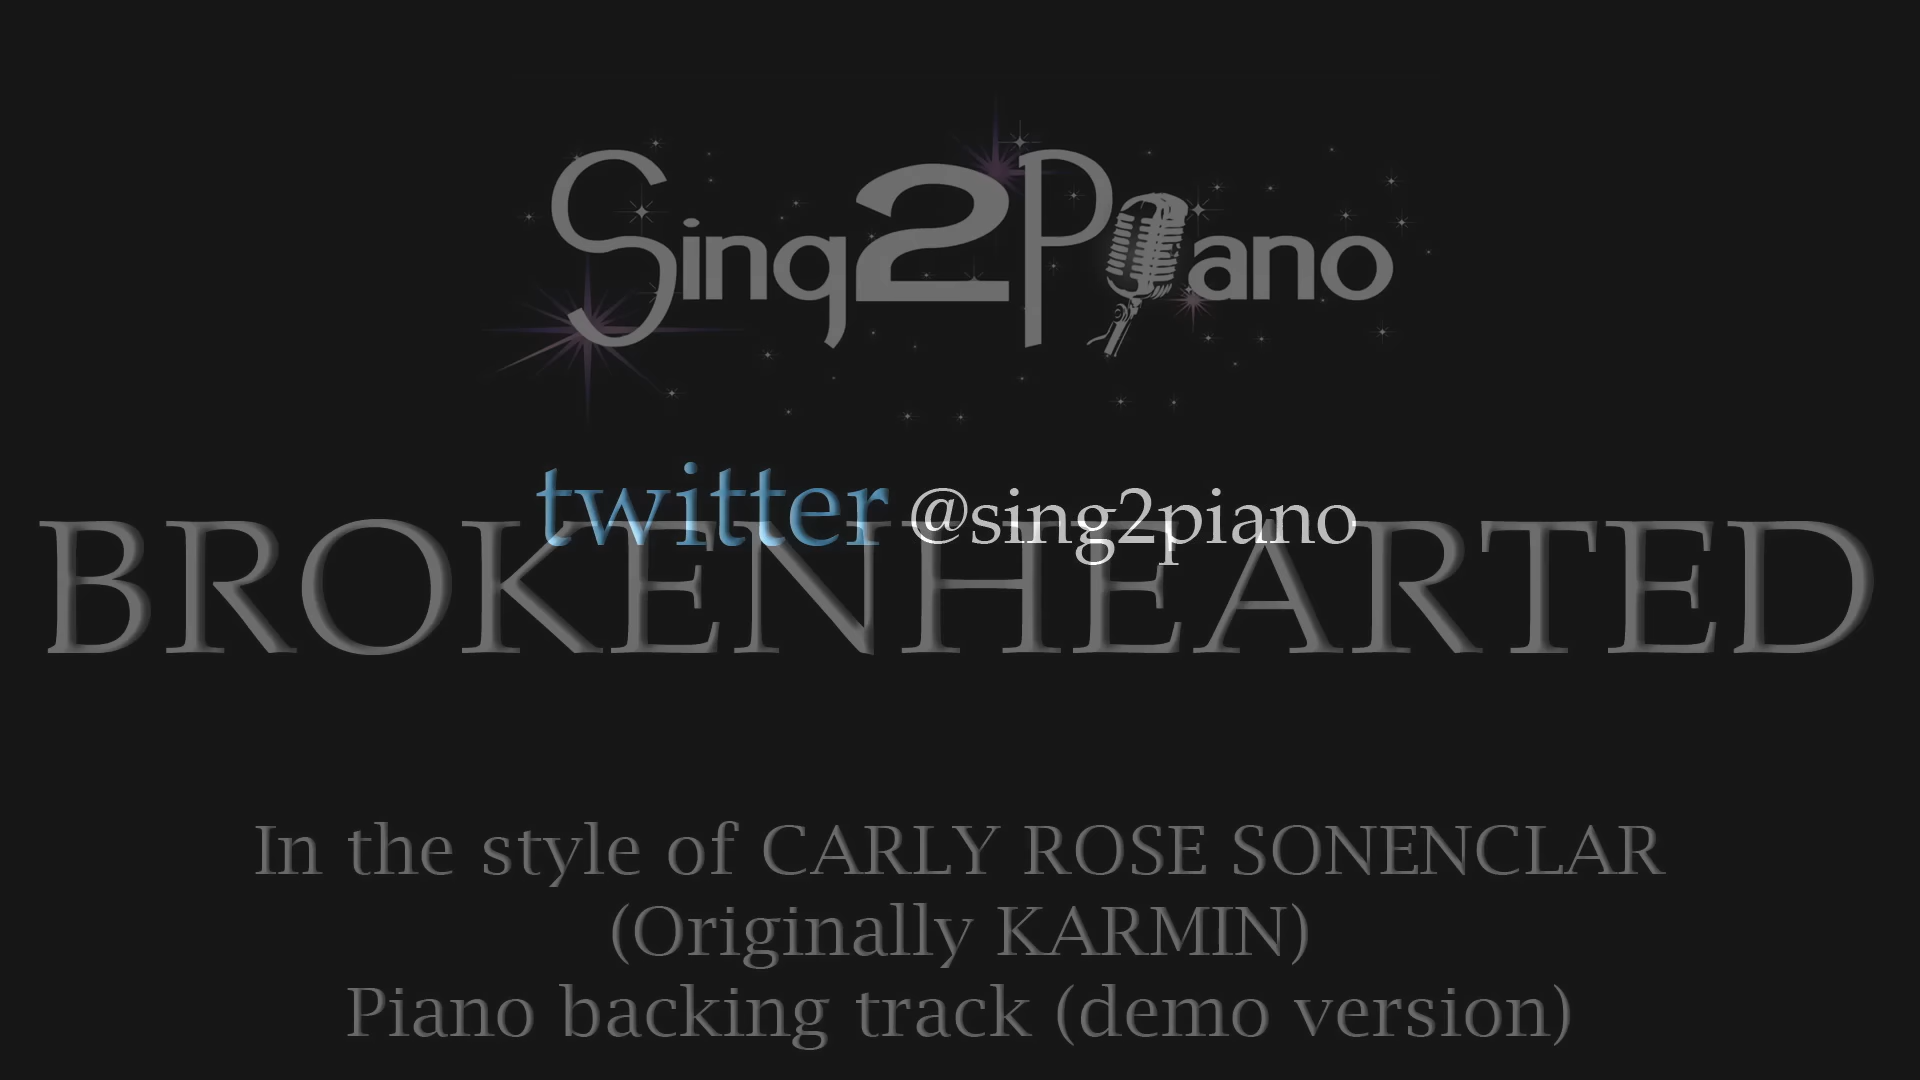 Sing2Piano
twitter @sing2piano
BROKENHEARTED
In the style of CARLY ROSE SONENCLAR
(Originally KARMIN)
Piano backing track (demo version)